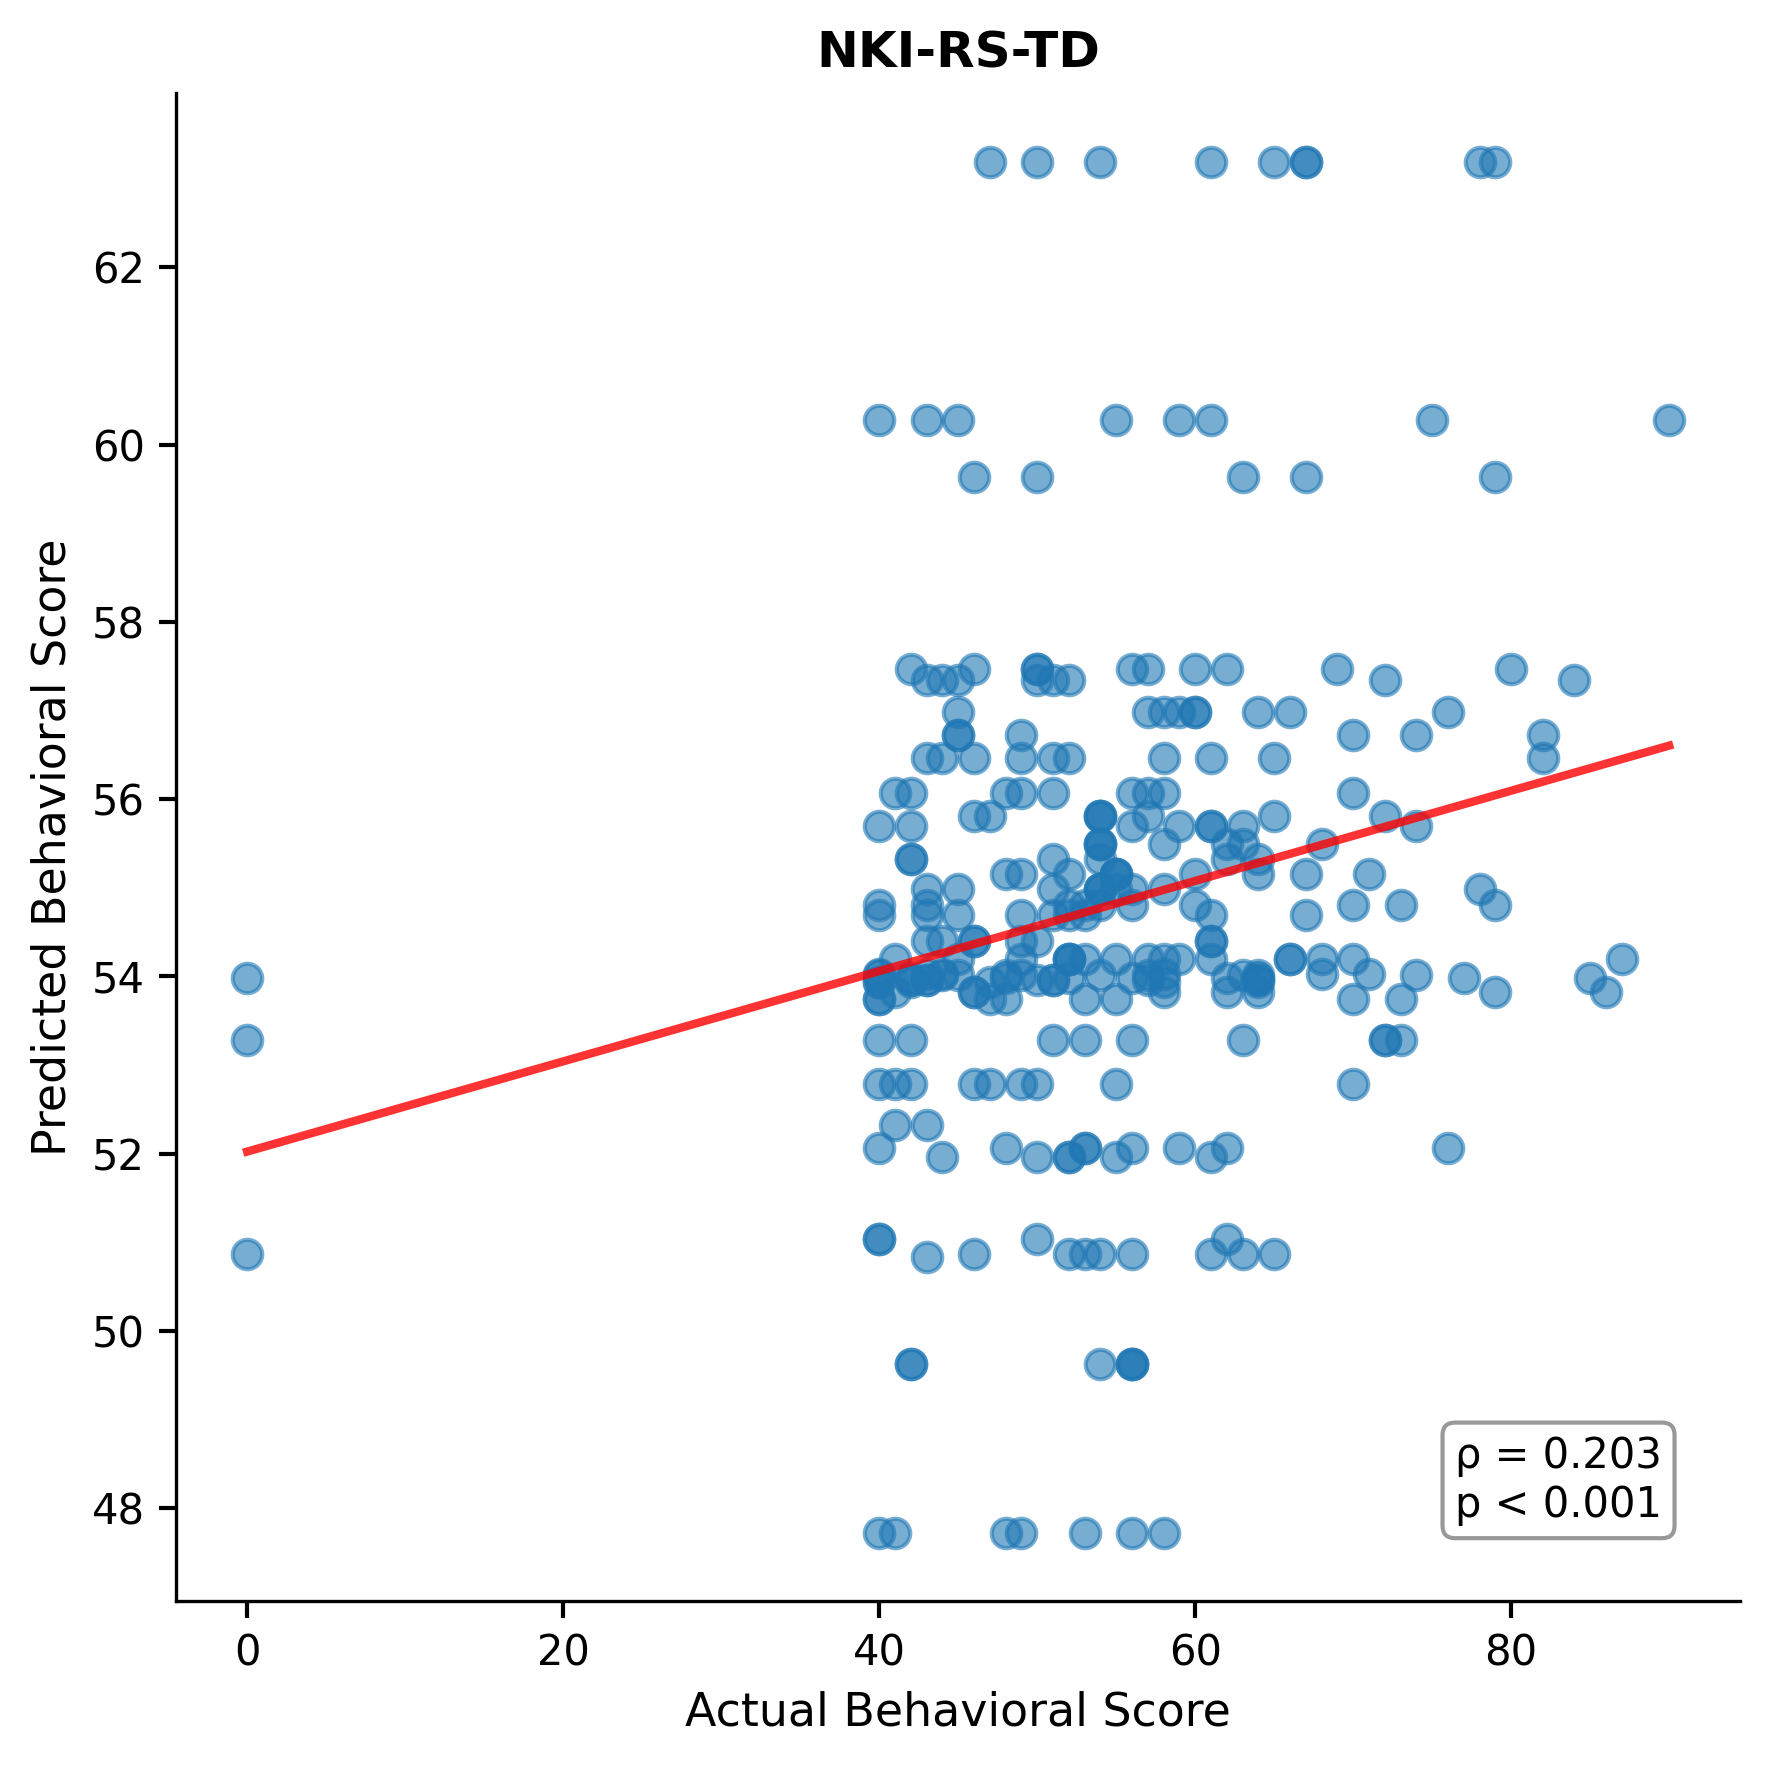 NKI-RS-TD
Predicted Behavioral Score
62
60
58
56
54
52
50
48
ρ = 0.203
p < 0.001
0 20 40 60 80
Actual Behavioral Score